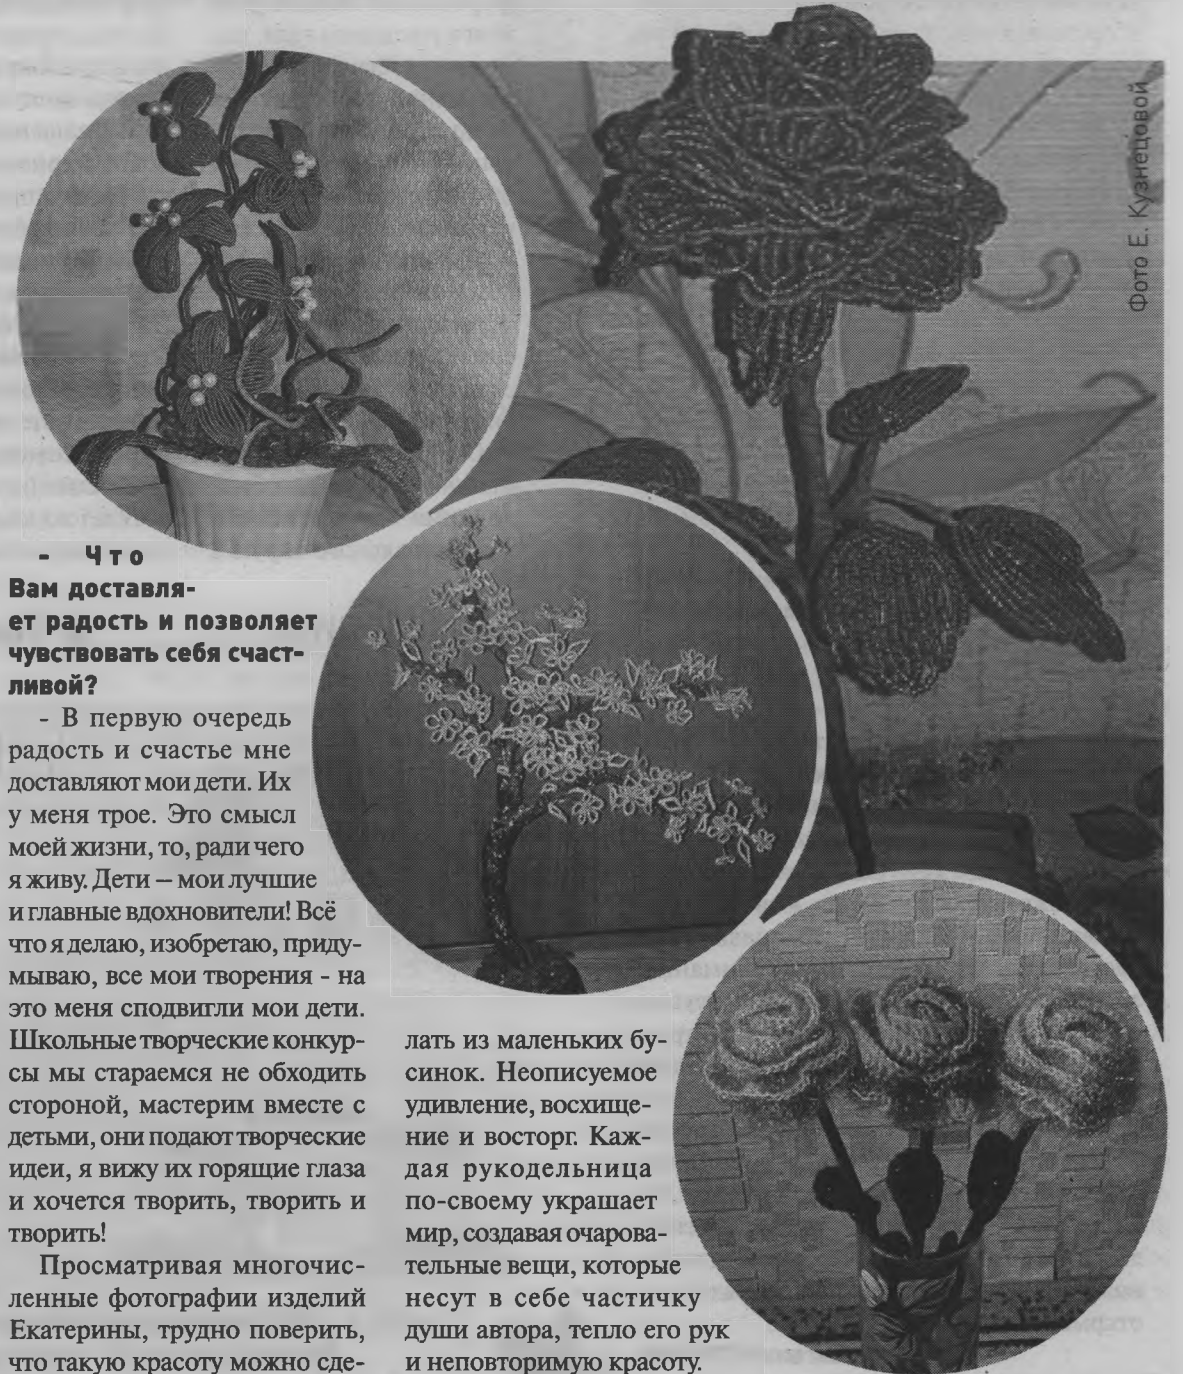 Фото Е. Кузнецовой
- Что
Вам доставля-
ет радость и позволяет
чувствовать себя счаст-
ливой?
- В первую очередь
радость и счастье мне
доставляют мои дети. Их
у меня трое. Это смысл
моей жизни, то, ради чего
я живу. Дети – мои лучшие
и главные вдохновители! Всё
что я делаю, изобретаю, приду-
мываю, все мои творения - на
это меня сподвигли мои дети.
Школьные творческие конкур-
сы мы стараемся не обходить
стороной, мастерим вместе с
детьми, они подают творческие
идеи, я вижу их горящие глаза
и хочется творить, творить и
творить!
Просматривая многочис-
ленные фотографии изделий
Екатерины, трудно поверить,
что такую красоту можно сде-
лать из маленьких бу-
синок. Неописуемое
удивление, восхище-
ние и восторг. Каж-
дая рукодельница
по-своему украшает
мир, создавая очарова-
тельные вещи, которые
несут в себе частичку
души автора, тепло его рук
и неповторимую красоту.